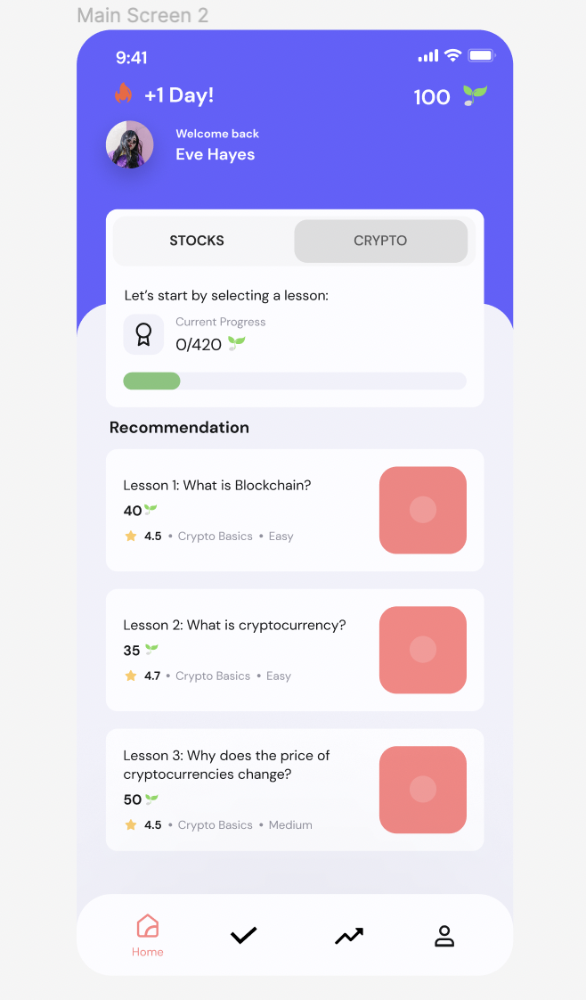 Main Screen 2
9:41
+1 Day!
100
Welcome back
Eve Hayes
STOCKS
CRYPTO
Let's start by selecting a lesson:
Current Progress
0/420
Recommendation
Lesson 1: What is Blockchain?
40
4.5 • Crypto Basics • Easy
Lesson 2: What is cryptocurrency?
35
4.7 • Crypto Basics • Easy
Lesson 3: Why does the price of
cryptocurrencies change?
50
4.5 • Crypto Basics • Medium
Home